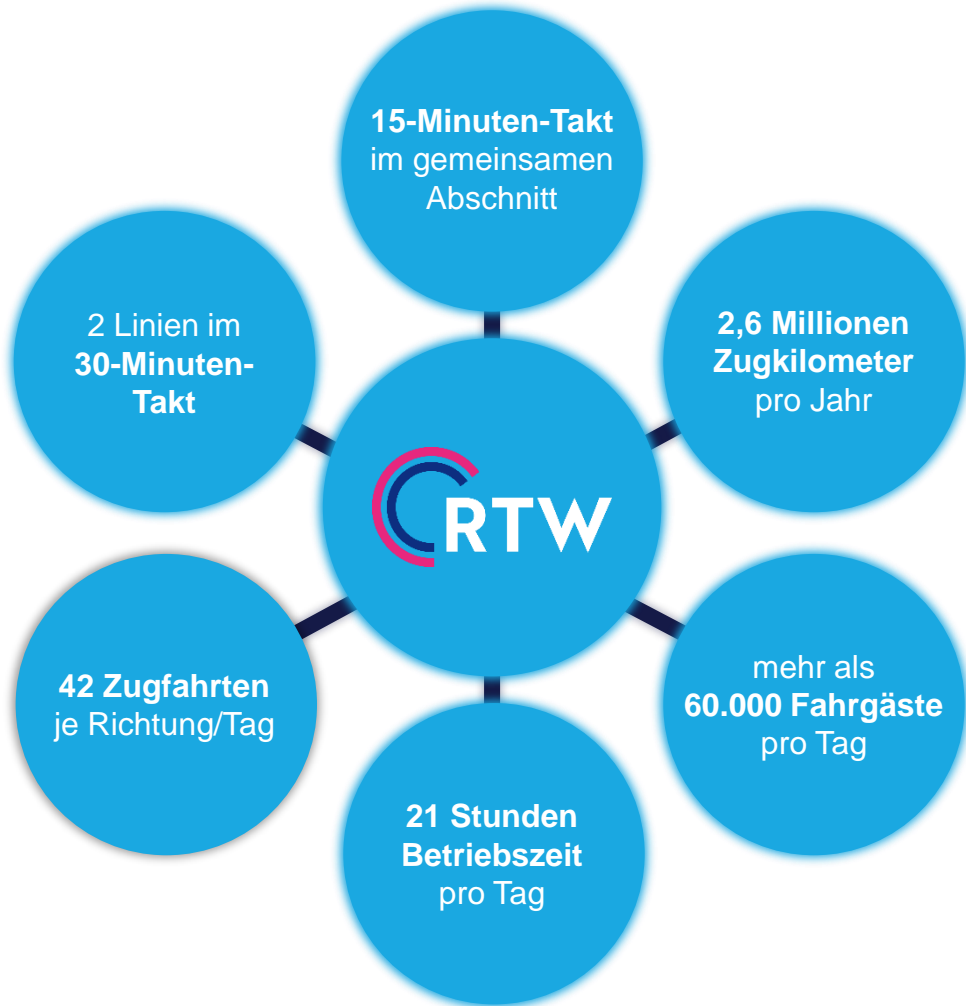 15-Minuten-Takt
im gemeinsamen
Abschnitt
2 Linien im
30-Minuten-
Takt
2,6 Millionen
Zugkilometer
pro Jahr
RTW
42 Zugfahrten
je Richtung/Tag
mehr als
60.000 Fahrgäste
pro Tag
21 Stunden
Betriebszeit
pro Tag